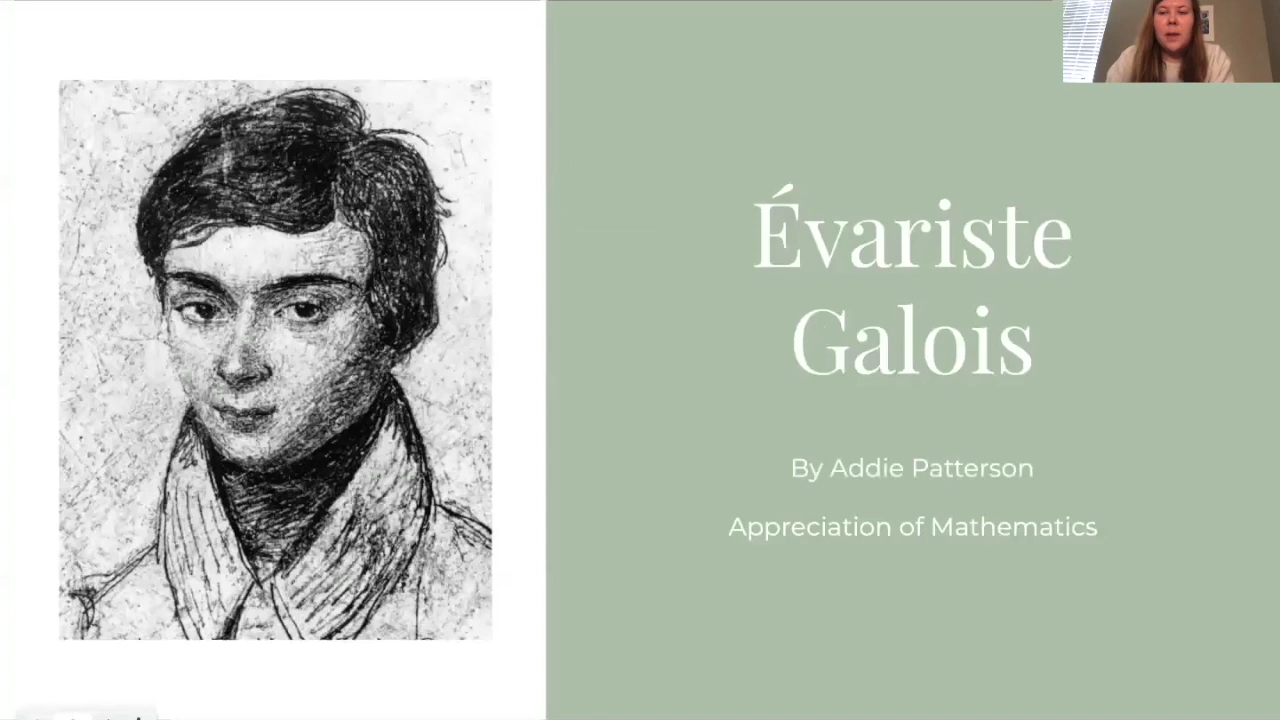 Évariste
Galois
By Addie Patterson
Appreciation of Mathematics